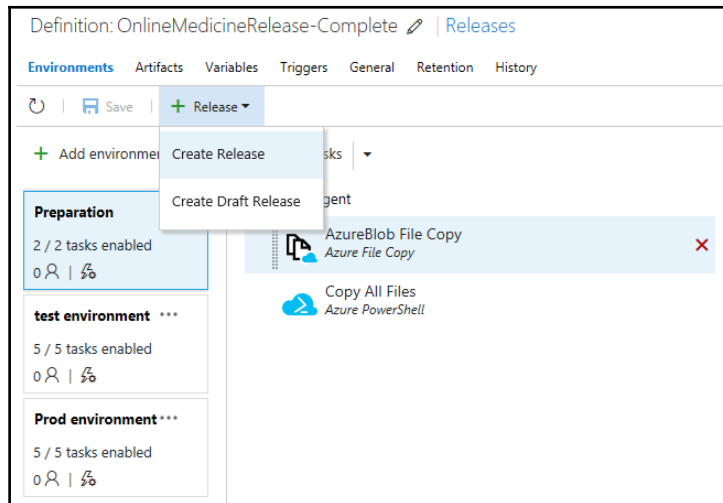 Definition: OnlineMedicineRelease-Complete | Releases
Environments Artifacts Variables Triggers General Retention History
Save | + Release
+ Add environme
sks
Create Release
Create Draft Release
gent
Preparation
2 / 2 tasks enabled
0 |
AzureBlob File Copy
Azure File Copy
Copy All Files
Azure PowerShell
test environment ···
5 / 5 tasks enabled
0 |
Prod environment ···
5 / 5 tasks enabled
0 |